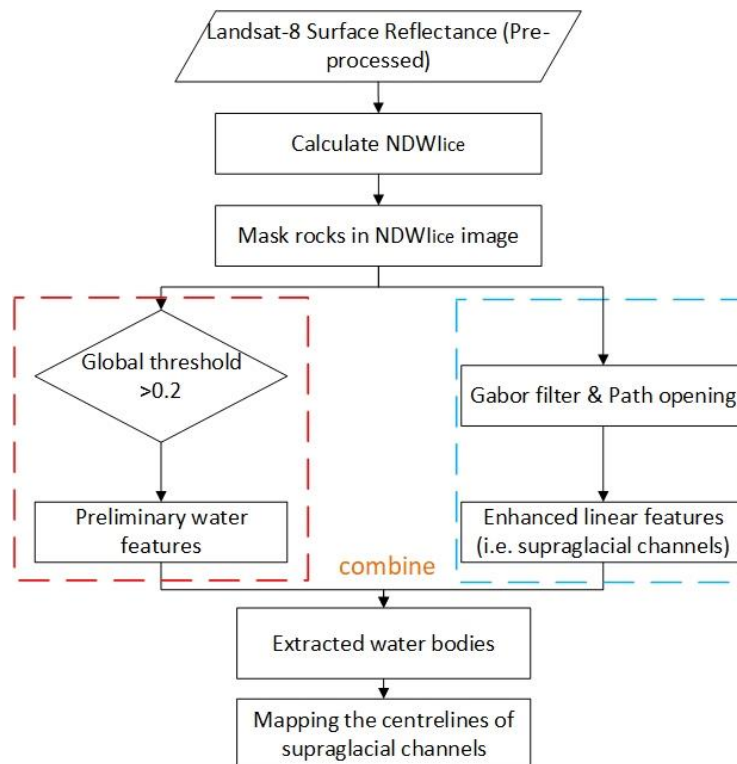 Landsat-8 Surface Reflectance (Pre-
processed)
Calculate NDWIice
Mask rocks in NDWIice image
Global threshold
>0.2
Preliminary water
features
Gabor filter & Path opening
Enhanced linear features
(i.e. supraglacial channels)
combine
Extracted water bodies
Mapping the centrelines of
supraglacial channels